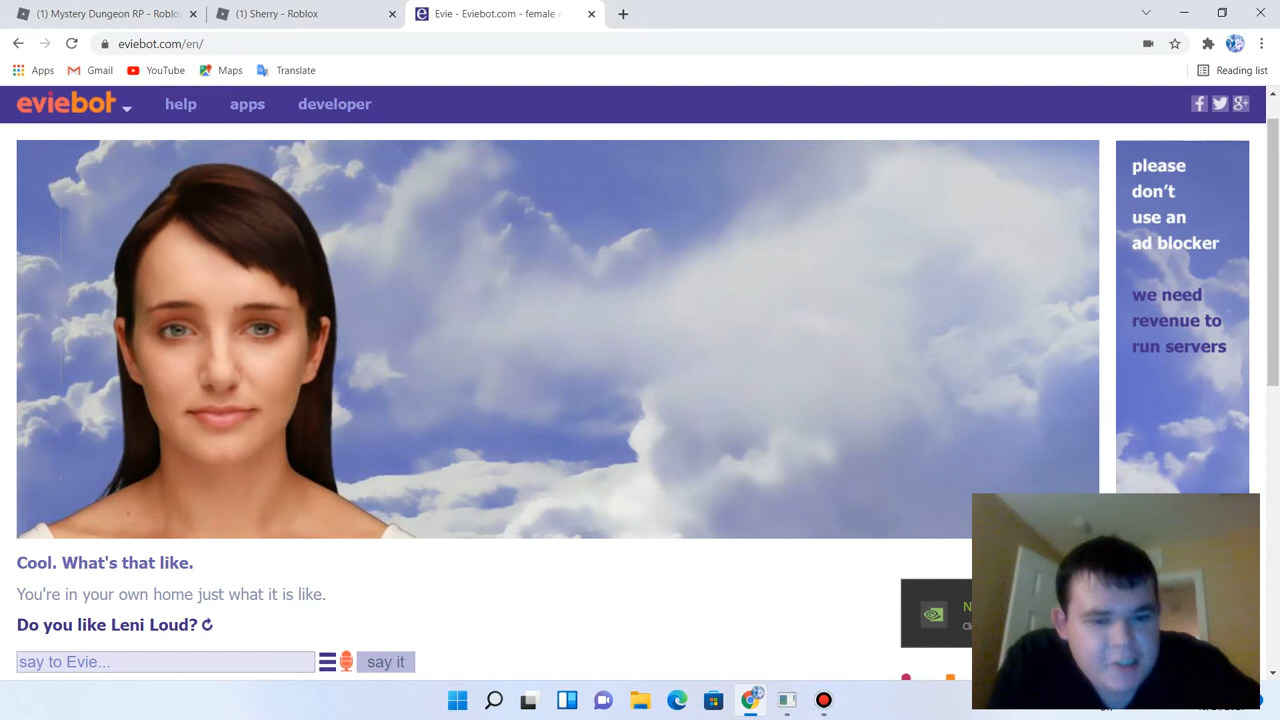 (1) Mystery Dungeon RP - Roblox
(1) Sherry - Roblox
Evie - Eviebot.com - female
eviebot.com/en/
Apps
Gmail
YouTube
Maps
Translate
Reading list
eviebot
help
apps
developer
please
don't
use an
ad blocker
we need
revenue to
run servers
Cool. What's that like.
You're in your own home just what it is like.
Do you like Leni Loud?
say to Evie...
say it